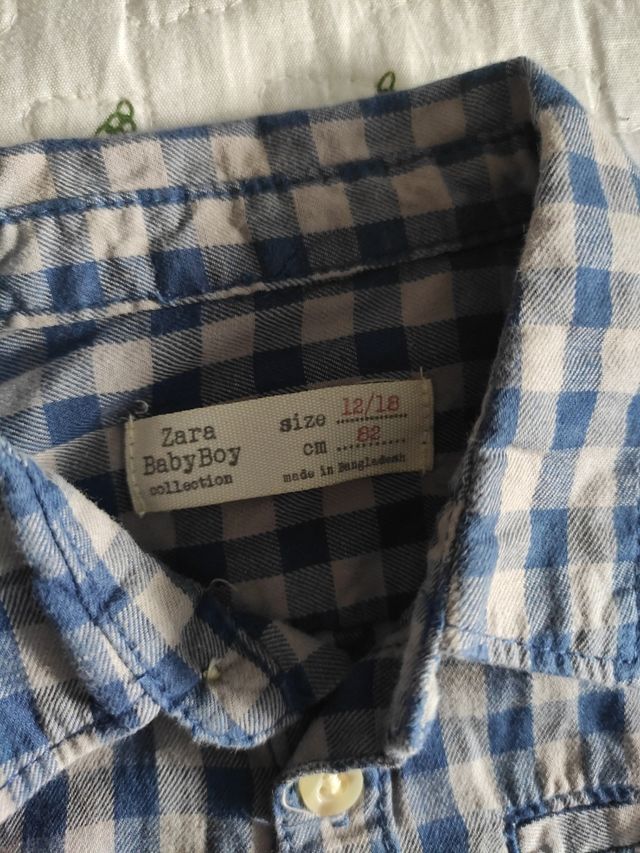 Zara
BabyBoy
collection
size 12/18
cm 82
made in Bangladesh